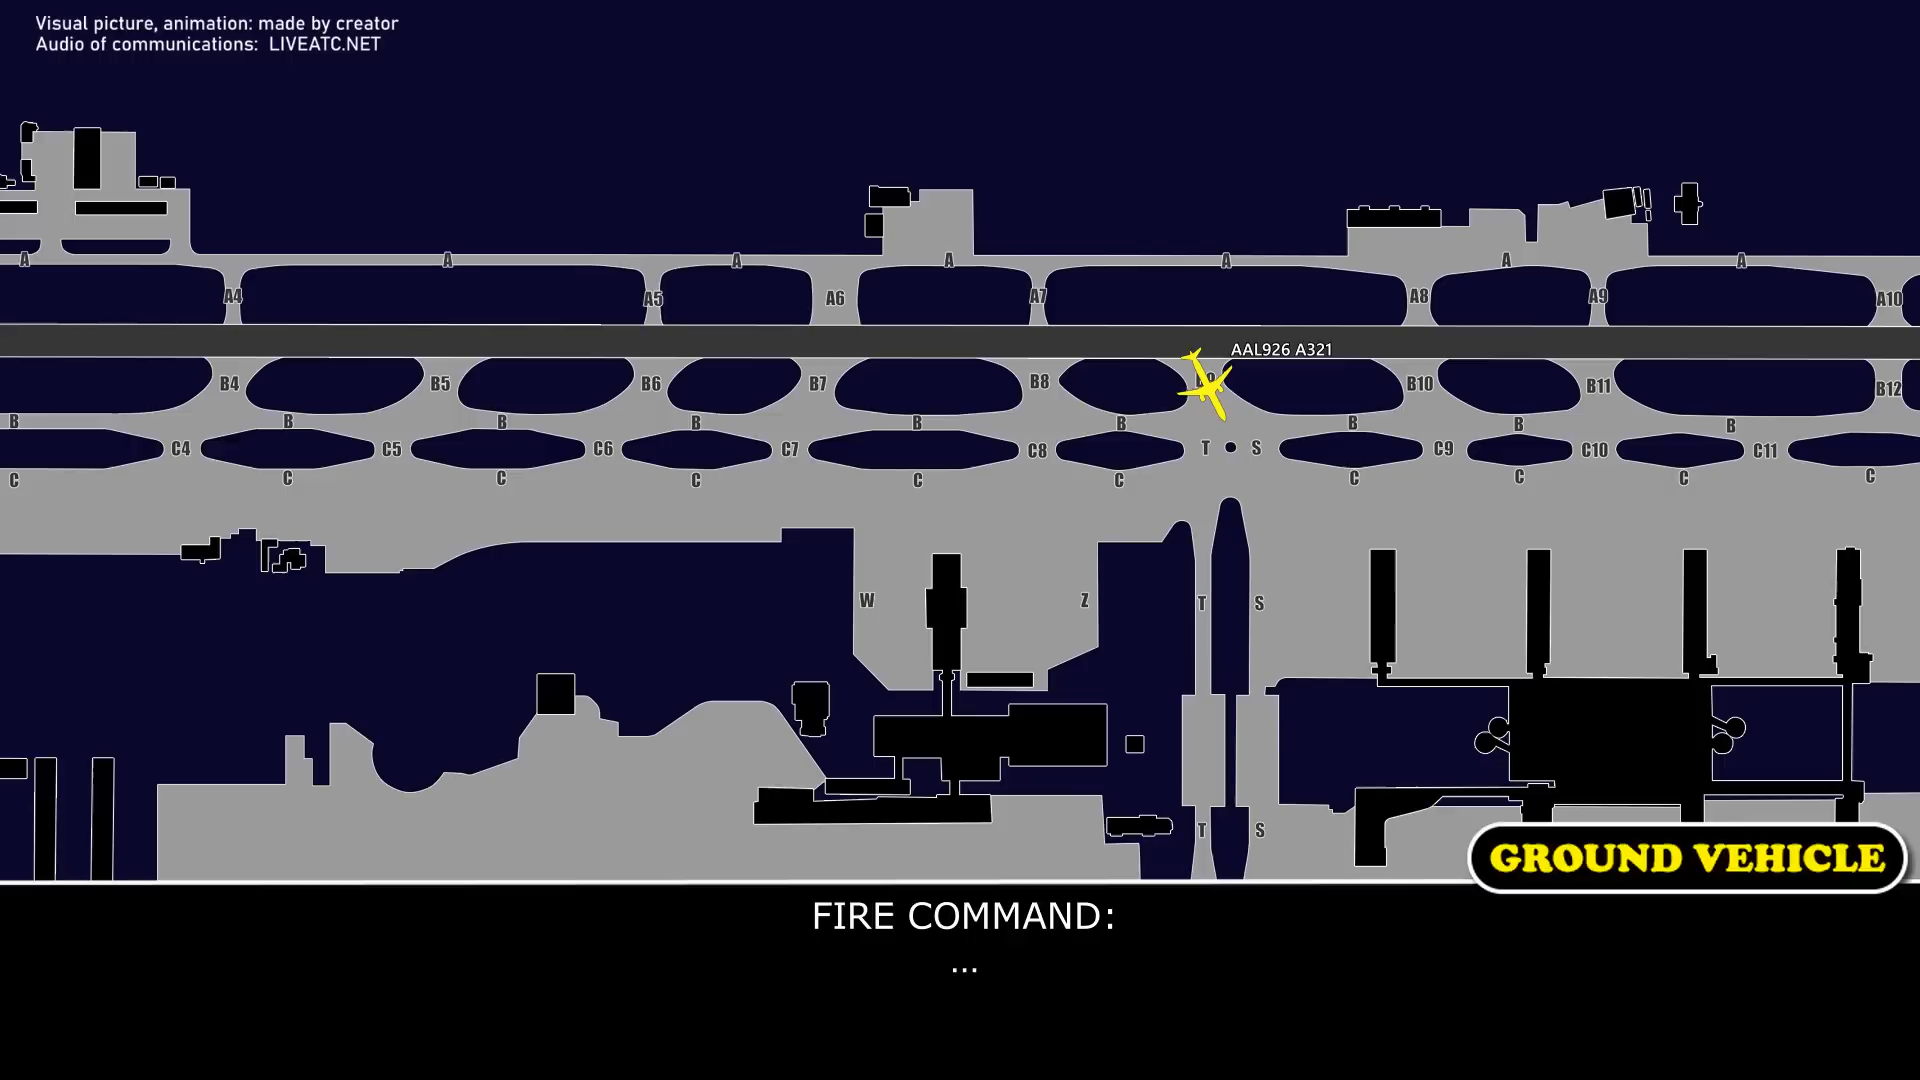 Visual picture, animation: made by creator
Audio of communications: LIVEATC.NET
A A A A A A A
A4 A5 A6 A7 A8 A9 A10
AAL926 A321
B4 B5 B6 B7 B8 B10 B11 B12
B B B B B B B B B
C4 C5 C6 C7 C8 T S C9 C10 C11
C C C C C C C C C C
W Z T S
T S
GROUND VEHICLE
FIRE COMMAND:
...